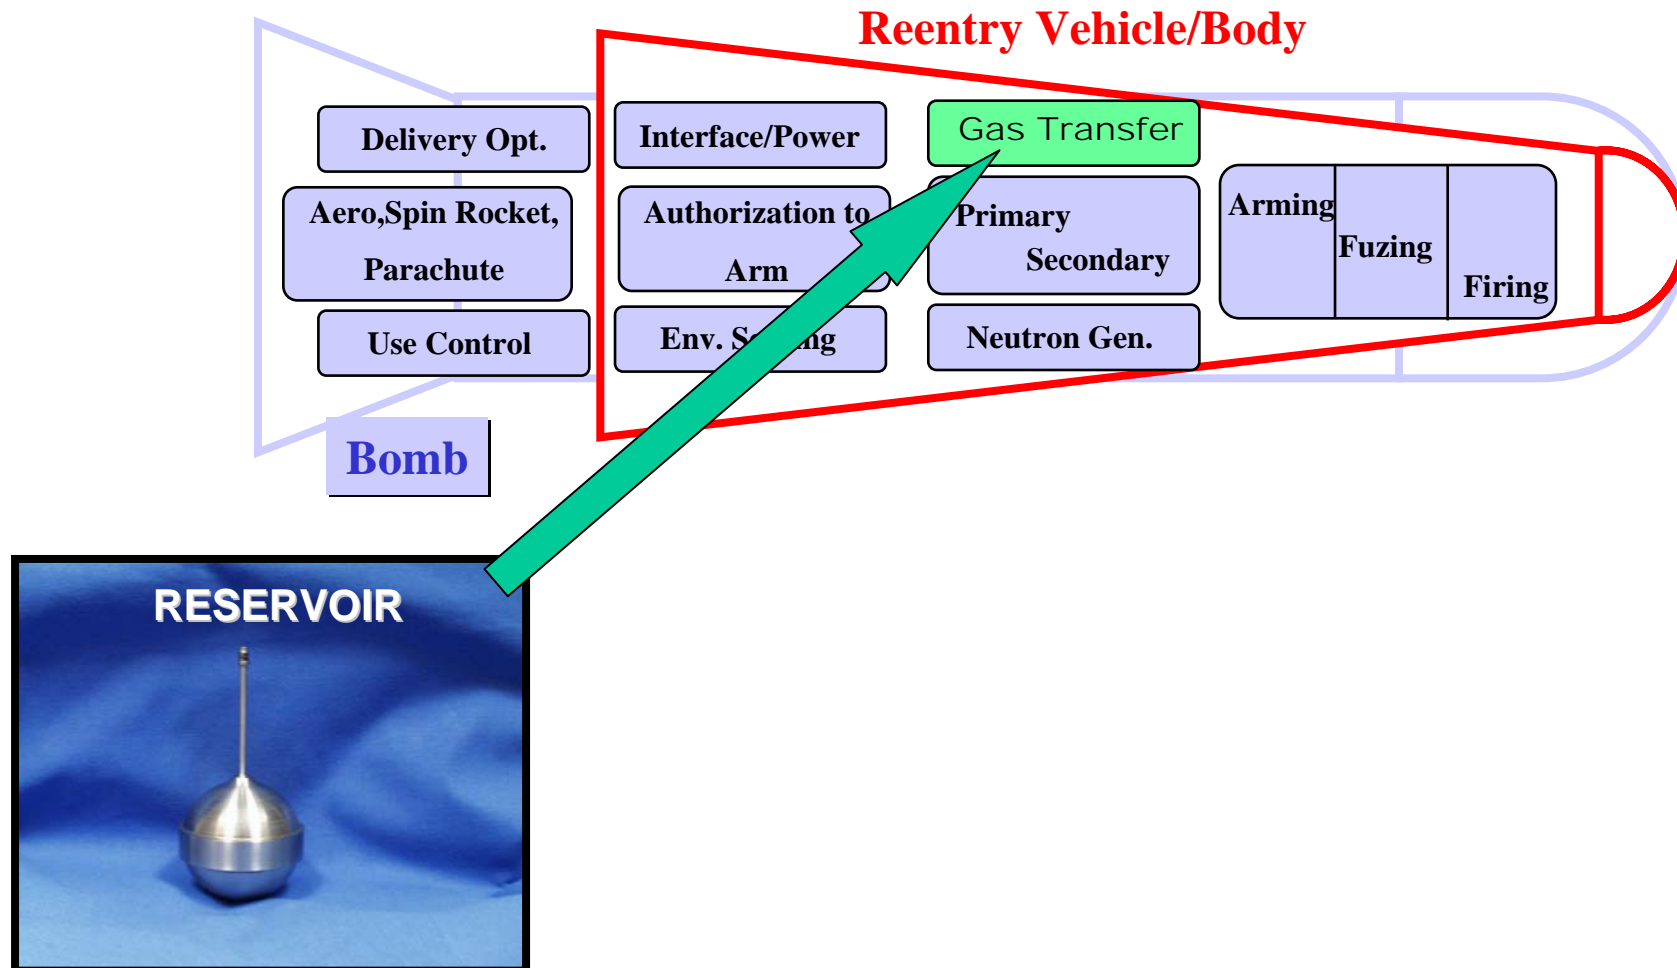 Reentry Vehicle/Body
Delivery Opt.
Interface/Power
Gas Transfer
Aero,Spin Rocket,
Parachute
Authorization to
Arm
Primary
Secondary
Arming
Fuzing
Firing
Use Control
Env.
Neutron Gen.
Bomb
RESERVOIR